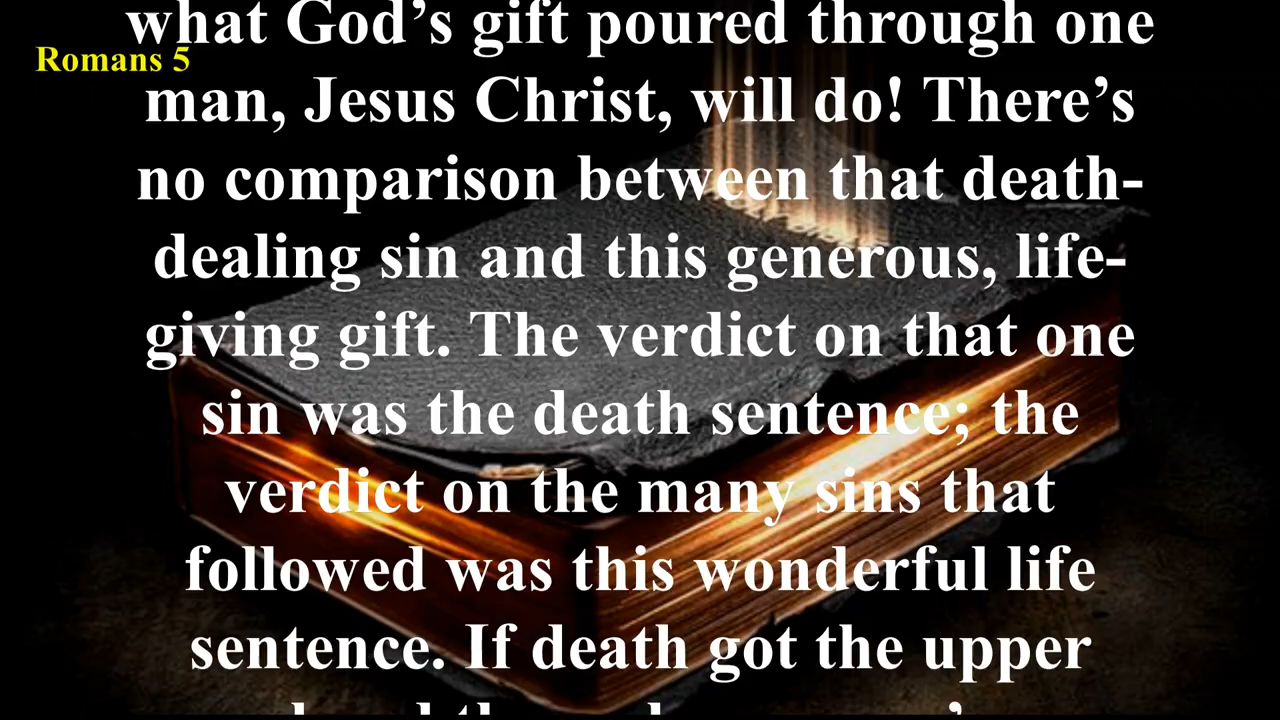 what God’s gift poured through one
Romans 5
man, Jesus Christ, will do! There’s
no comparison between that death-
dealing sin and this generous, life-
giving gift. The verdict on that one
sin was the death sentence; the
verdict on the many sins that
followed was this wonderful life
sentence. If death got the upper